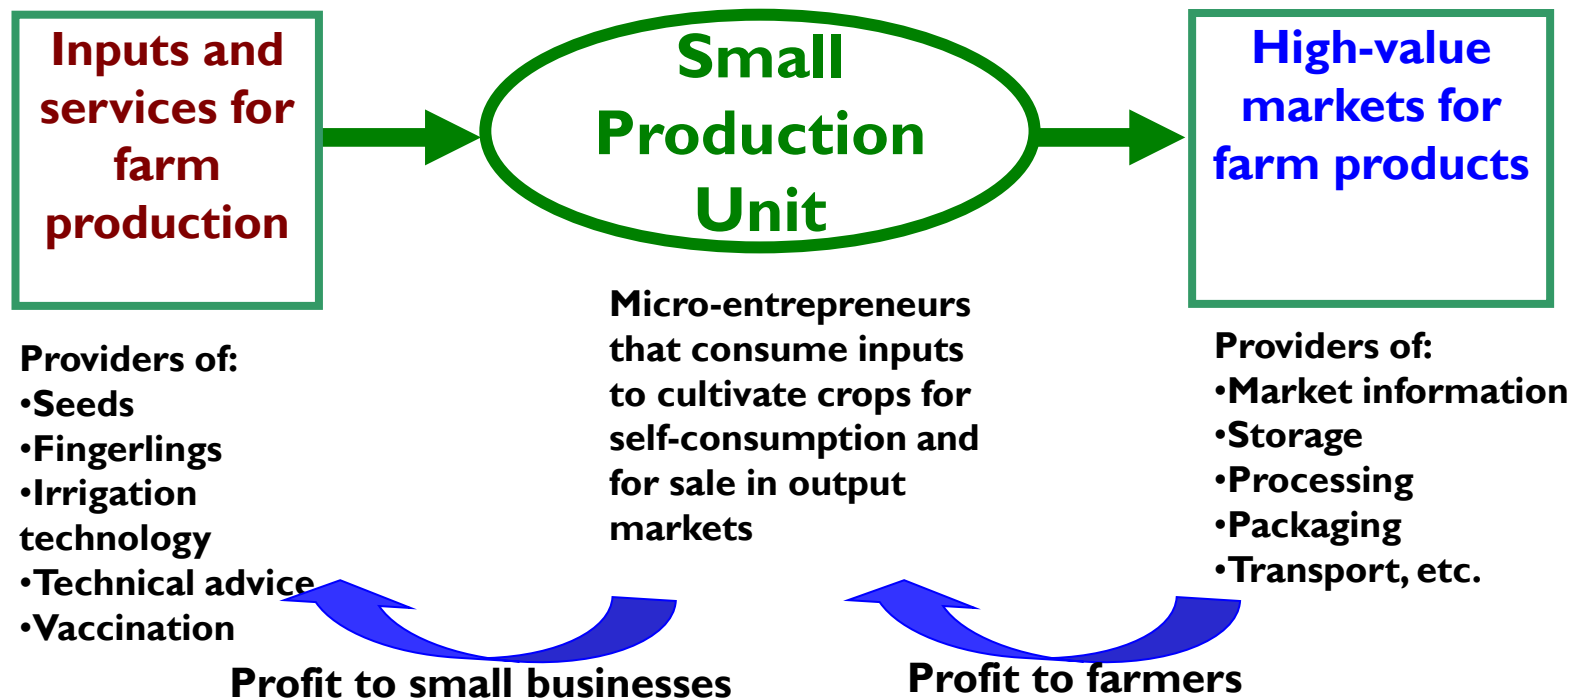 Inputs and
services for
farm
production
Small
Production
Unit
High-value
markets for
farm products
Providers of:
•Seeds
•Fingerlings
•Irrigation
technology
•Technical advice
•Vaccination
Micro-entrepreneurs
that consume inputs
to cultivate crops for
self-consumption and
for sale in output
markets
Providers of:
•Market information
•Storage
•Processing
•Packaging
•Transport, etc.
Profit to small businesses
Profit to farmers